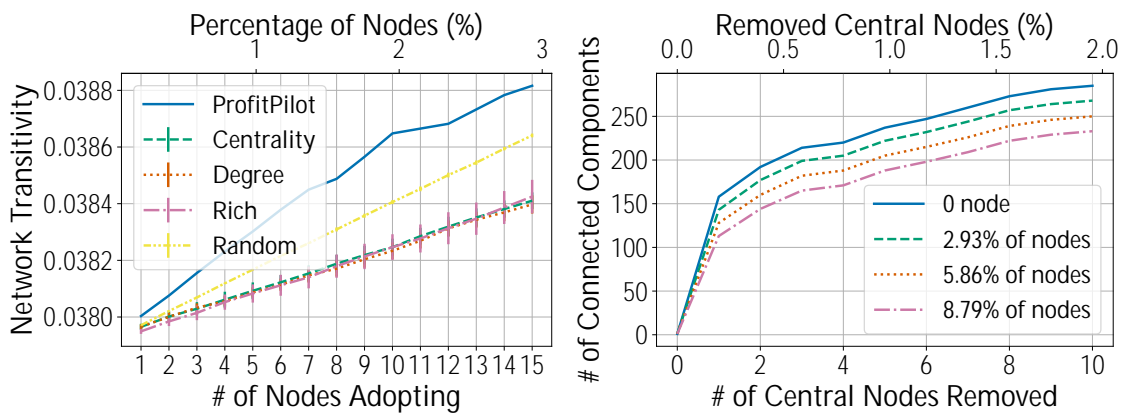 Percentage of Nodes (%)
1 2 3
Network Transitivity
0.0388
0.0386
0.0384
0.0382
0.0380
ProfitPilot
Centrality
Degree
Rich
Random
1 2 3 4 5 6 7 8 9 10 11 12 13 14 15
# of Nodes Adopting
Removed Central Nodes (%)
0.0 0.5 1.0 1.5 2.0
# of Connected Components
250
200
150
100
50
0
0 node
2.93% of nodes
5.86% of nodes
8.79% of nodes
0 2 4 6 8 10
# of Central Nodes Removed